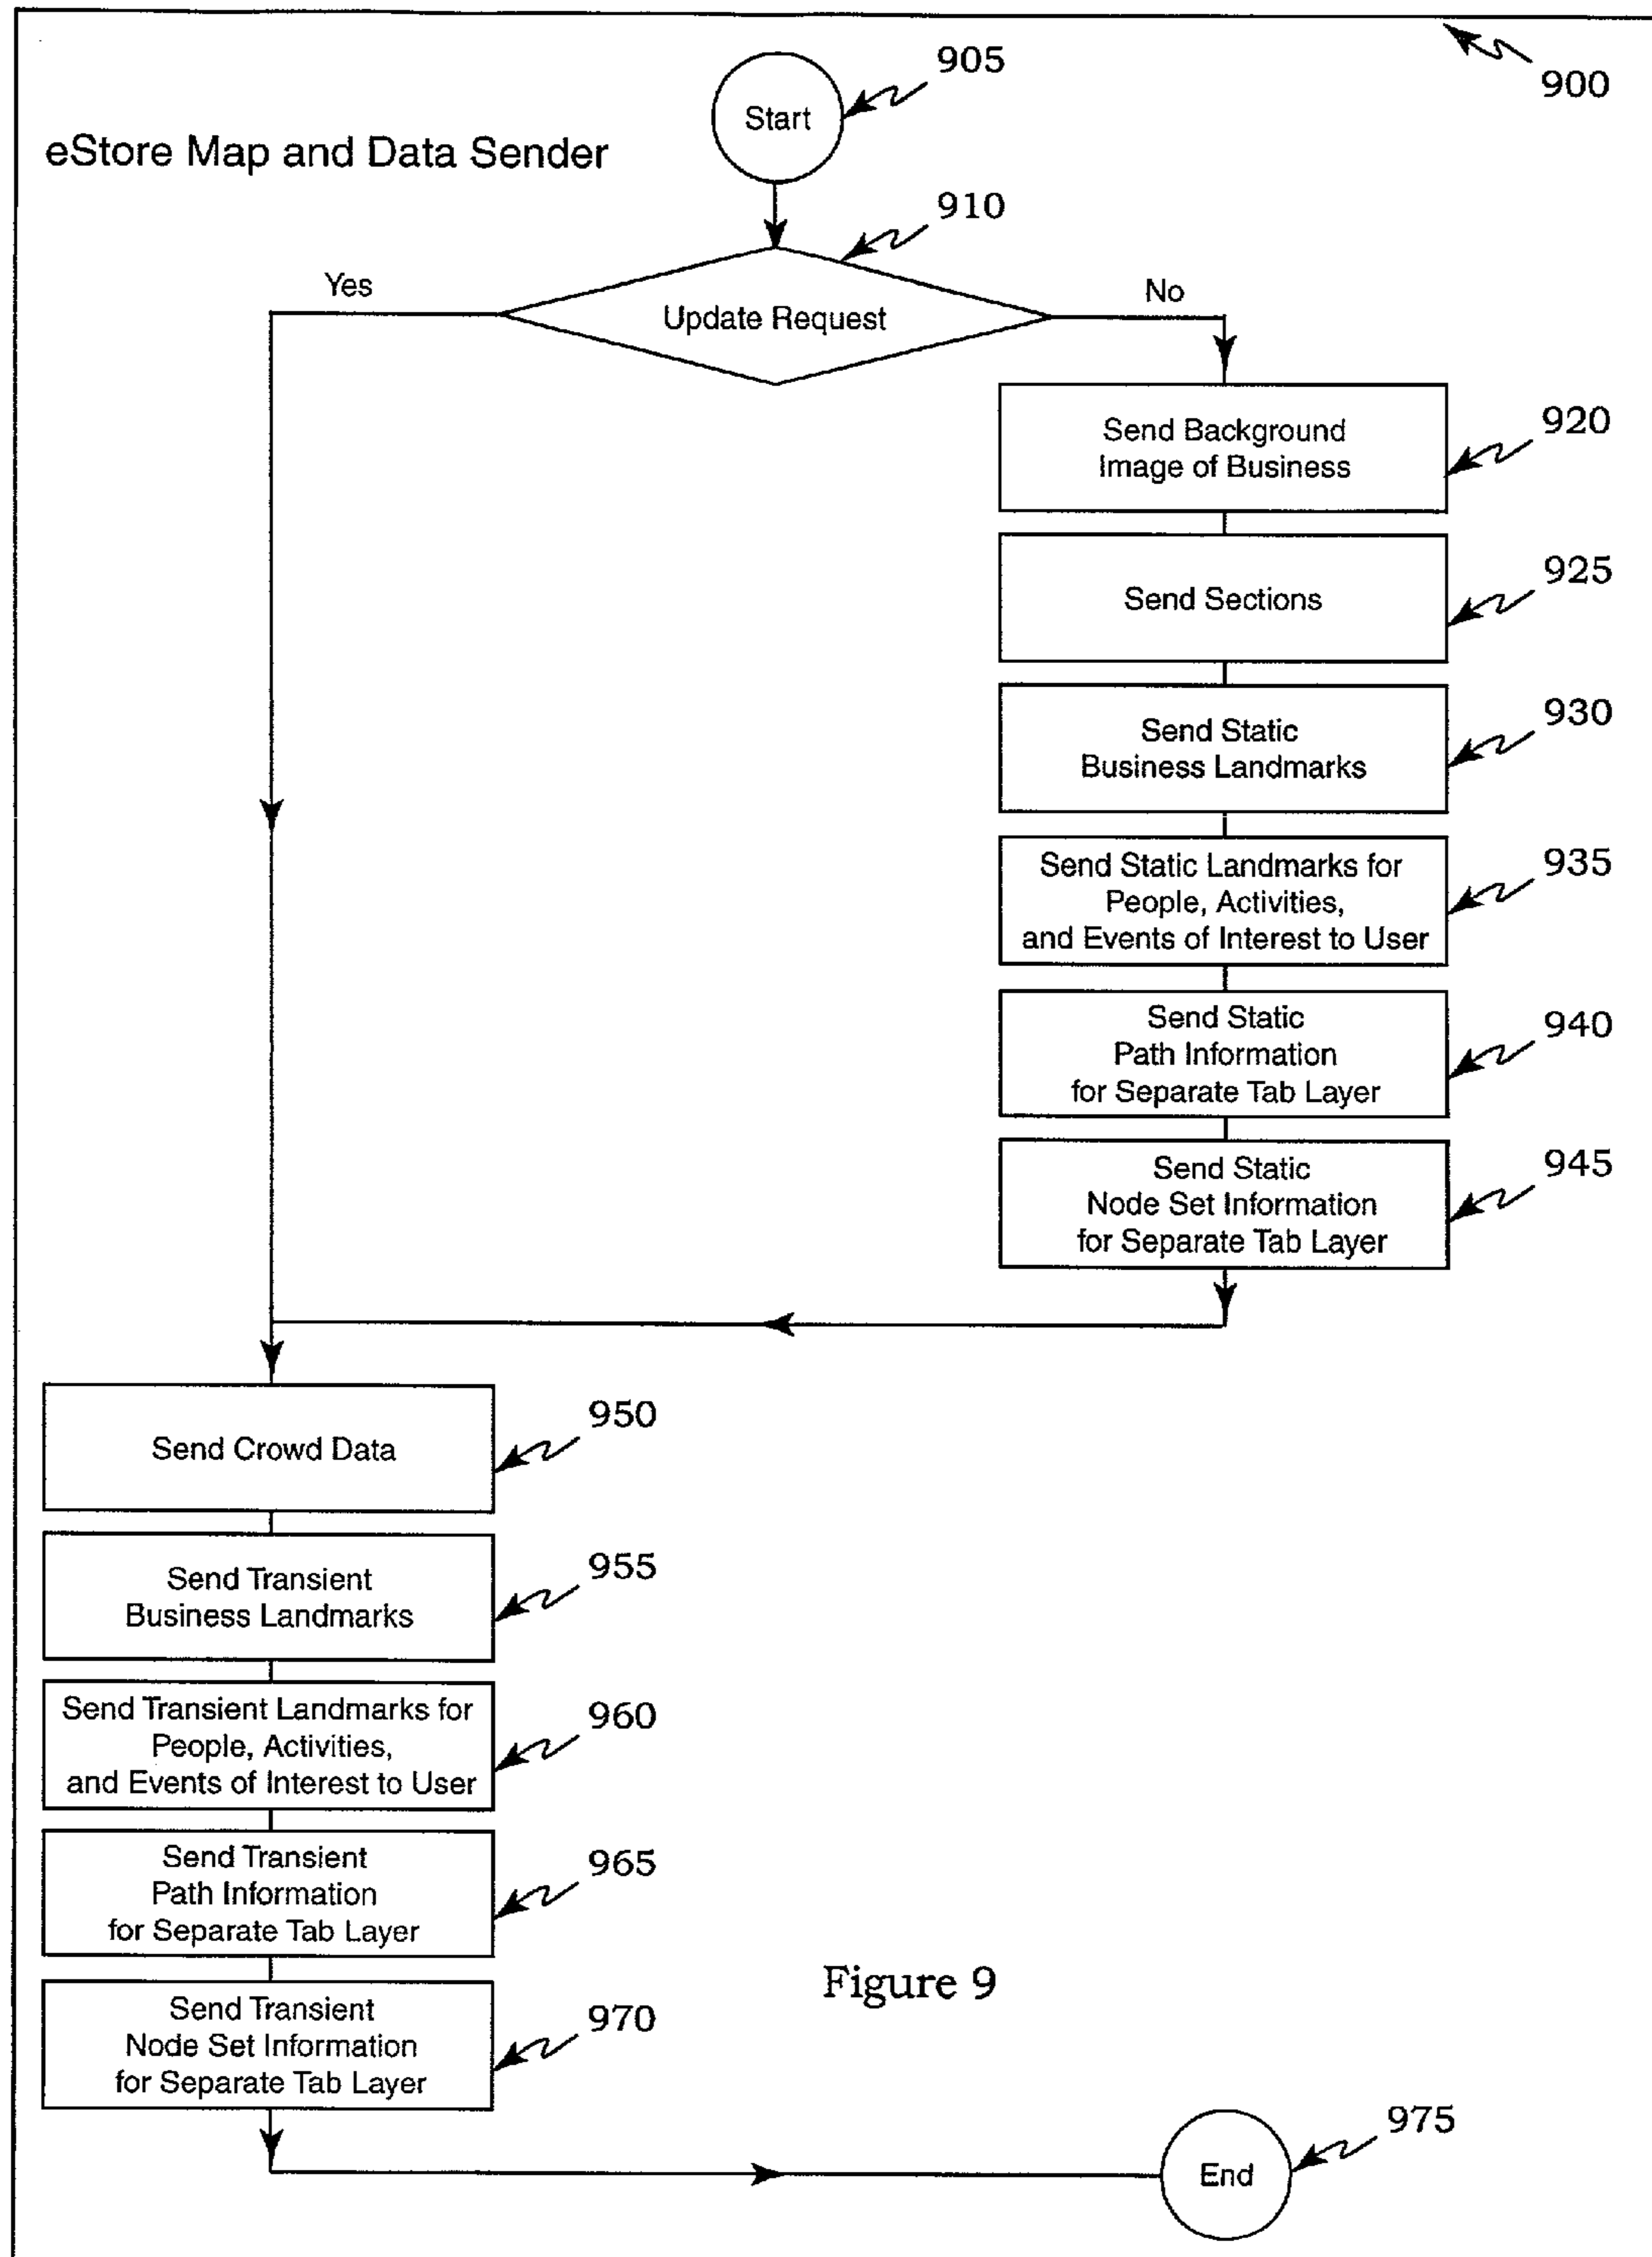 900
905
Start
eStore Map and Data Sender
910
Yes
No
Update Request
Send Background
Image of Business
920
Send Sections
925
Send Static
Business Landmarks
930
Send Static Landmarks for
People, Activities,
and Events of Interest to User
935
Send Static
Path Information
for Separate Tab Layer
940
Send Static
Node Set Information
for Separate Tab Layer
945
Send Crowd Data
950
Send Transient
Business Landmarks
955
Send Transient Landmarks for
People, Activities,
and Events of Interest to User
960
Send Transient
Path Information
for Separate Tab Layer
965
Send Transient
Node Set Information
for Separate Tab Layer
970
Figure 9
End
975